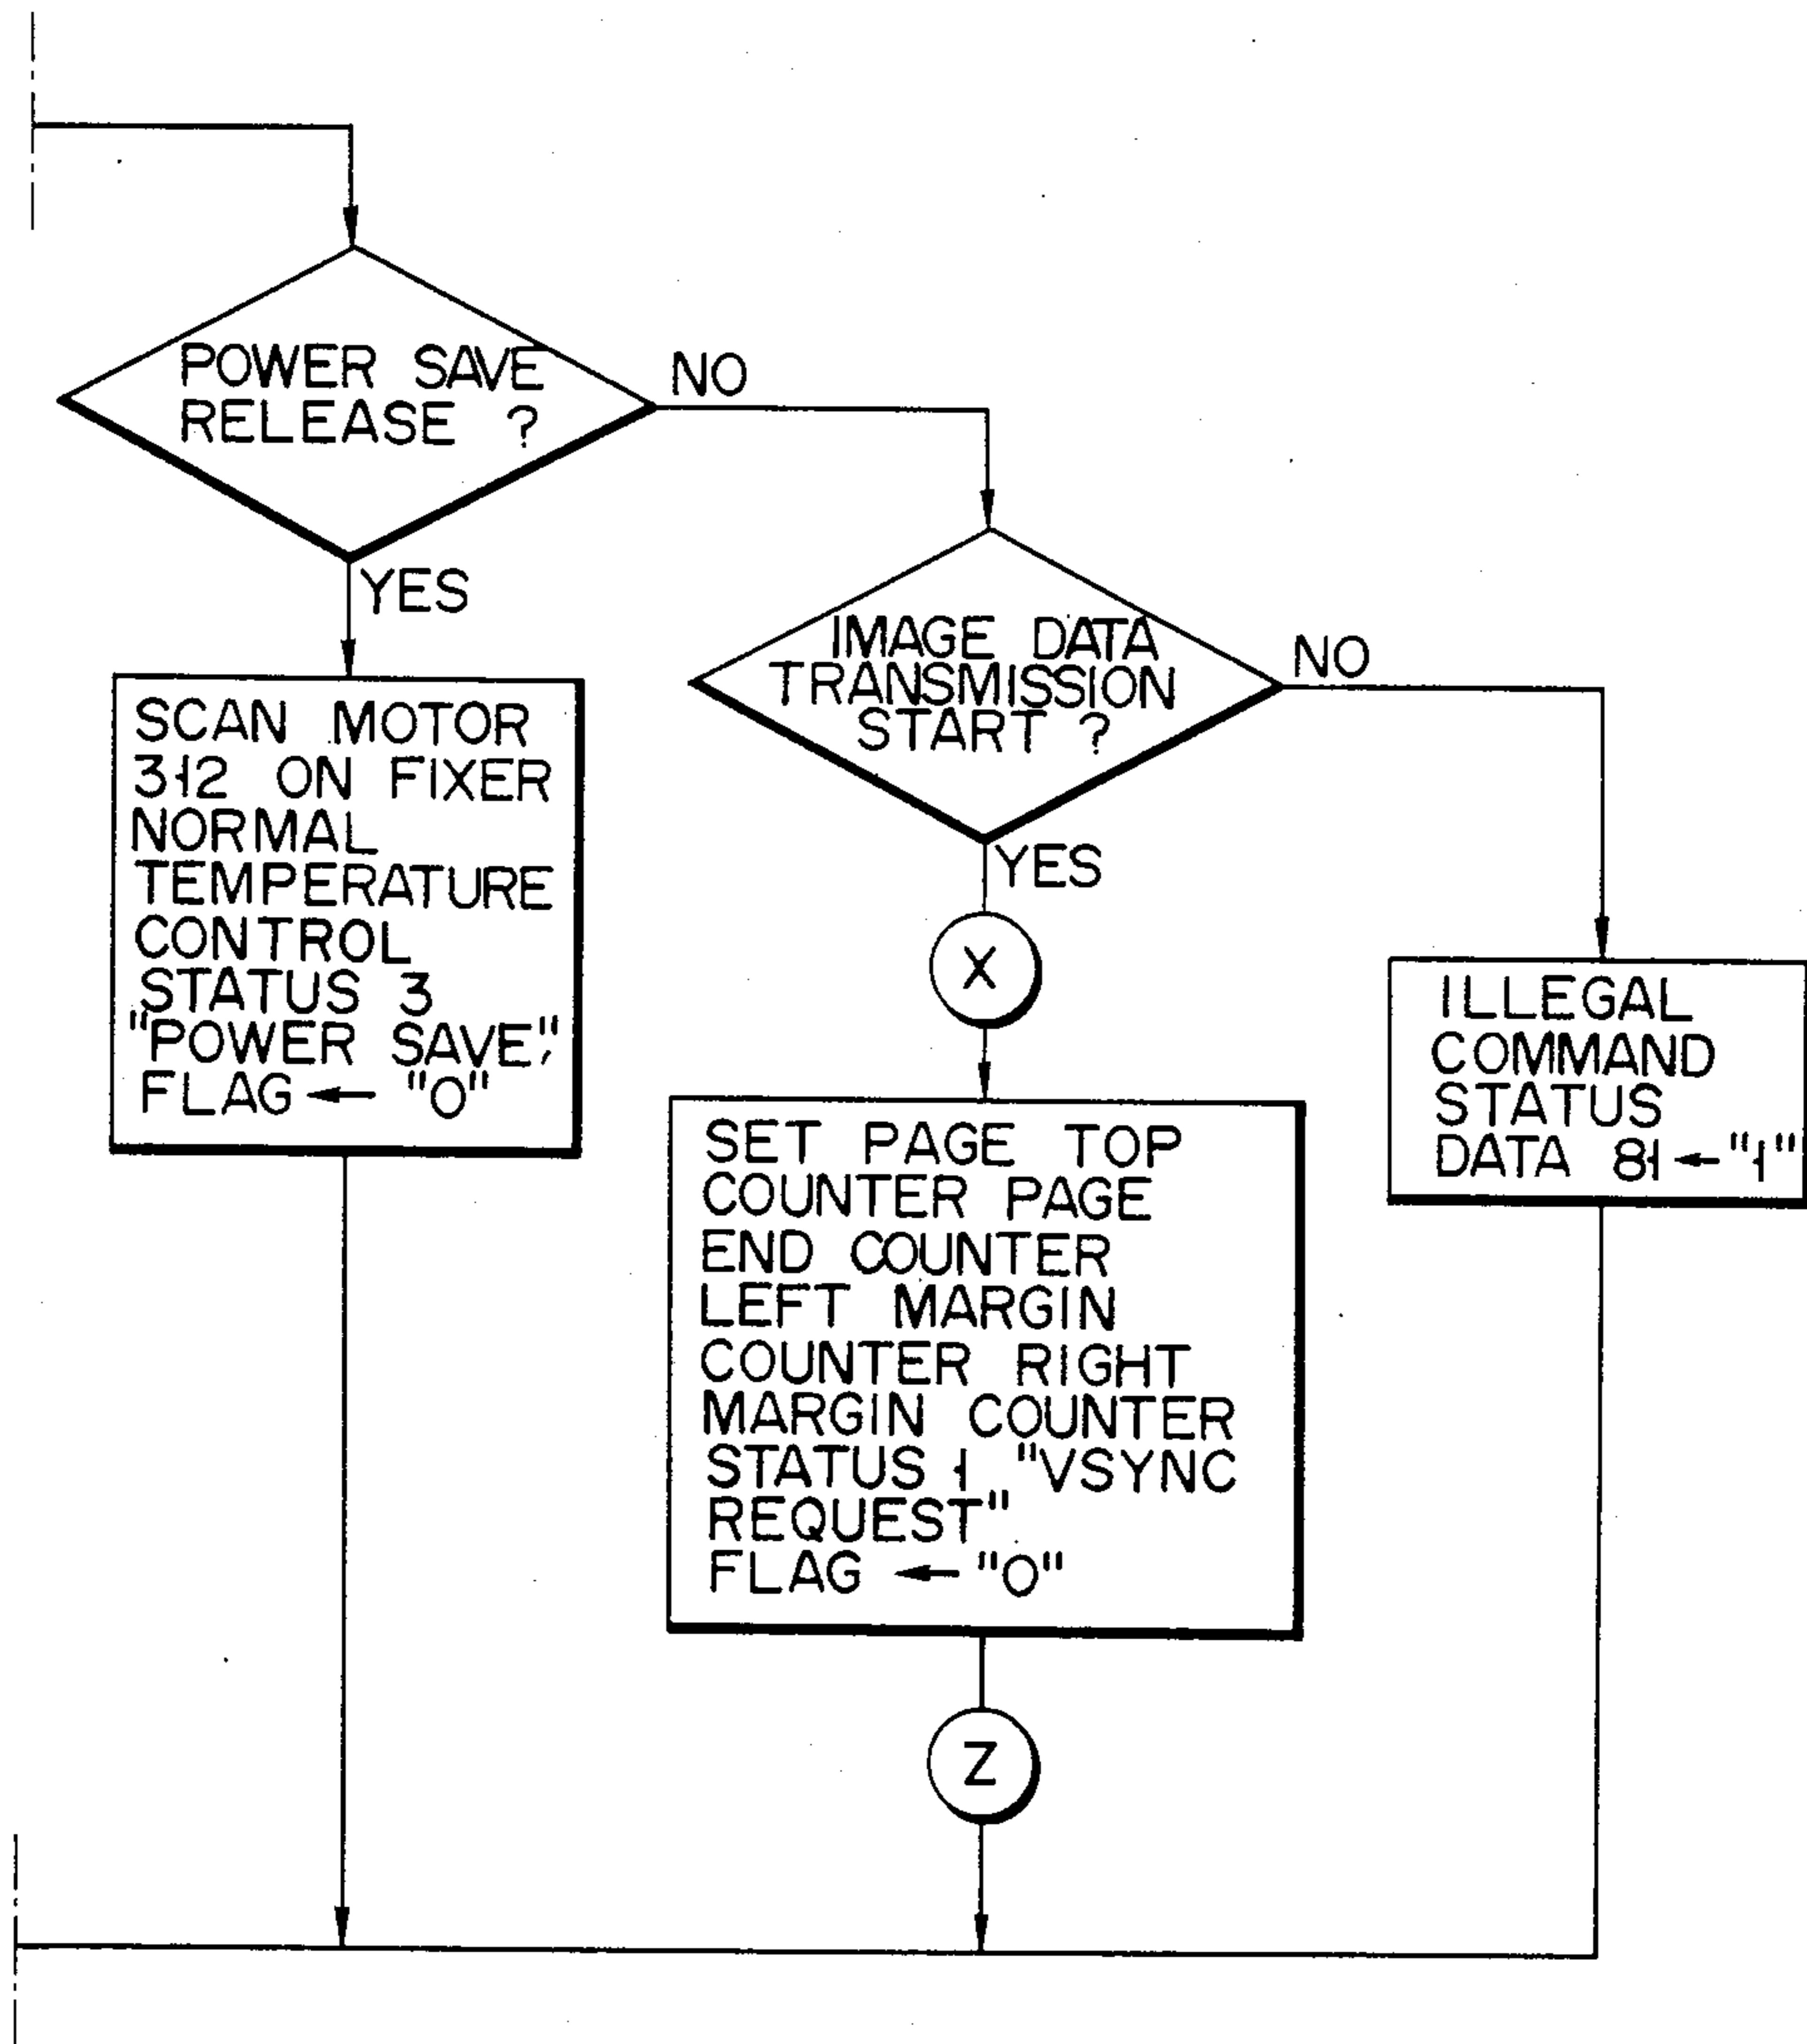 POWER SAVE
RELEASE ?
NO
YES
SCAN MOTOR
312 ON FIXER
NORMAL
TEMPERATURE
CONTROL
STATUS 3
"POWER SAVE,"
FLAG ← "0"
IMAGE DATA
TRANSMISSION
START ?
NO
YES
X
SET PAGE TOP
COUNTER PAGE
END COUNTER
LEFT MARGIN
COUNTER RIGHT
MARGIN COUNTER
STATUS 1 "VSYNC
REQUEST"
FLAG ← "0"
Z
ILLEGAL
COMMAND
STATUS
DATA 81 ← "1"